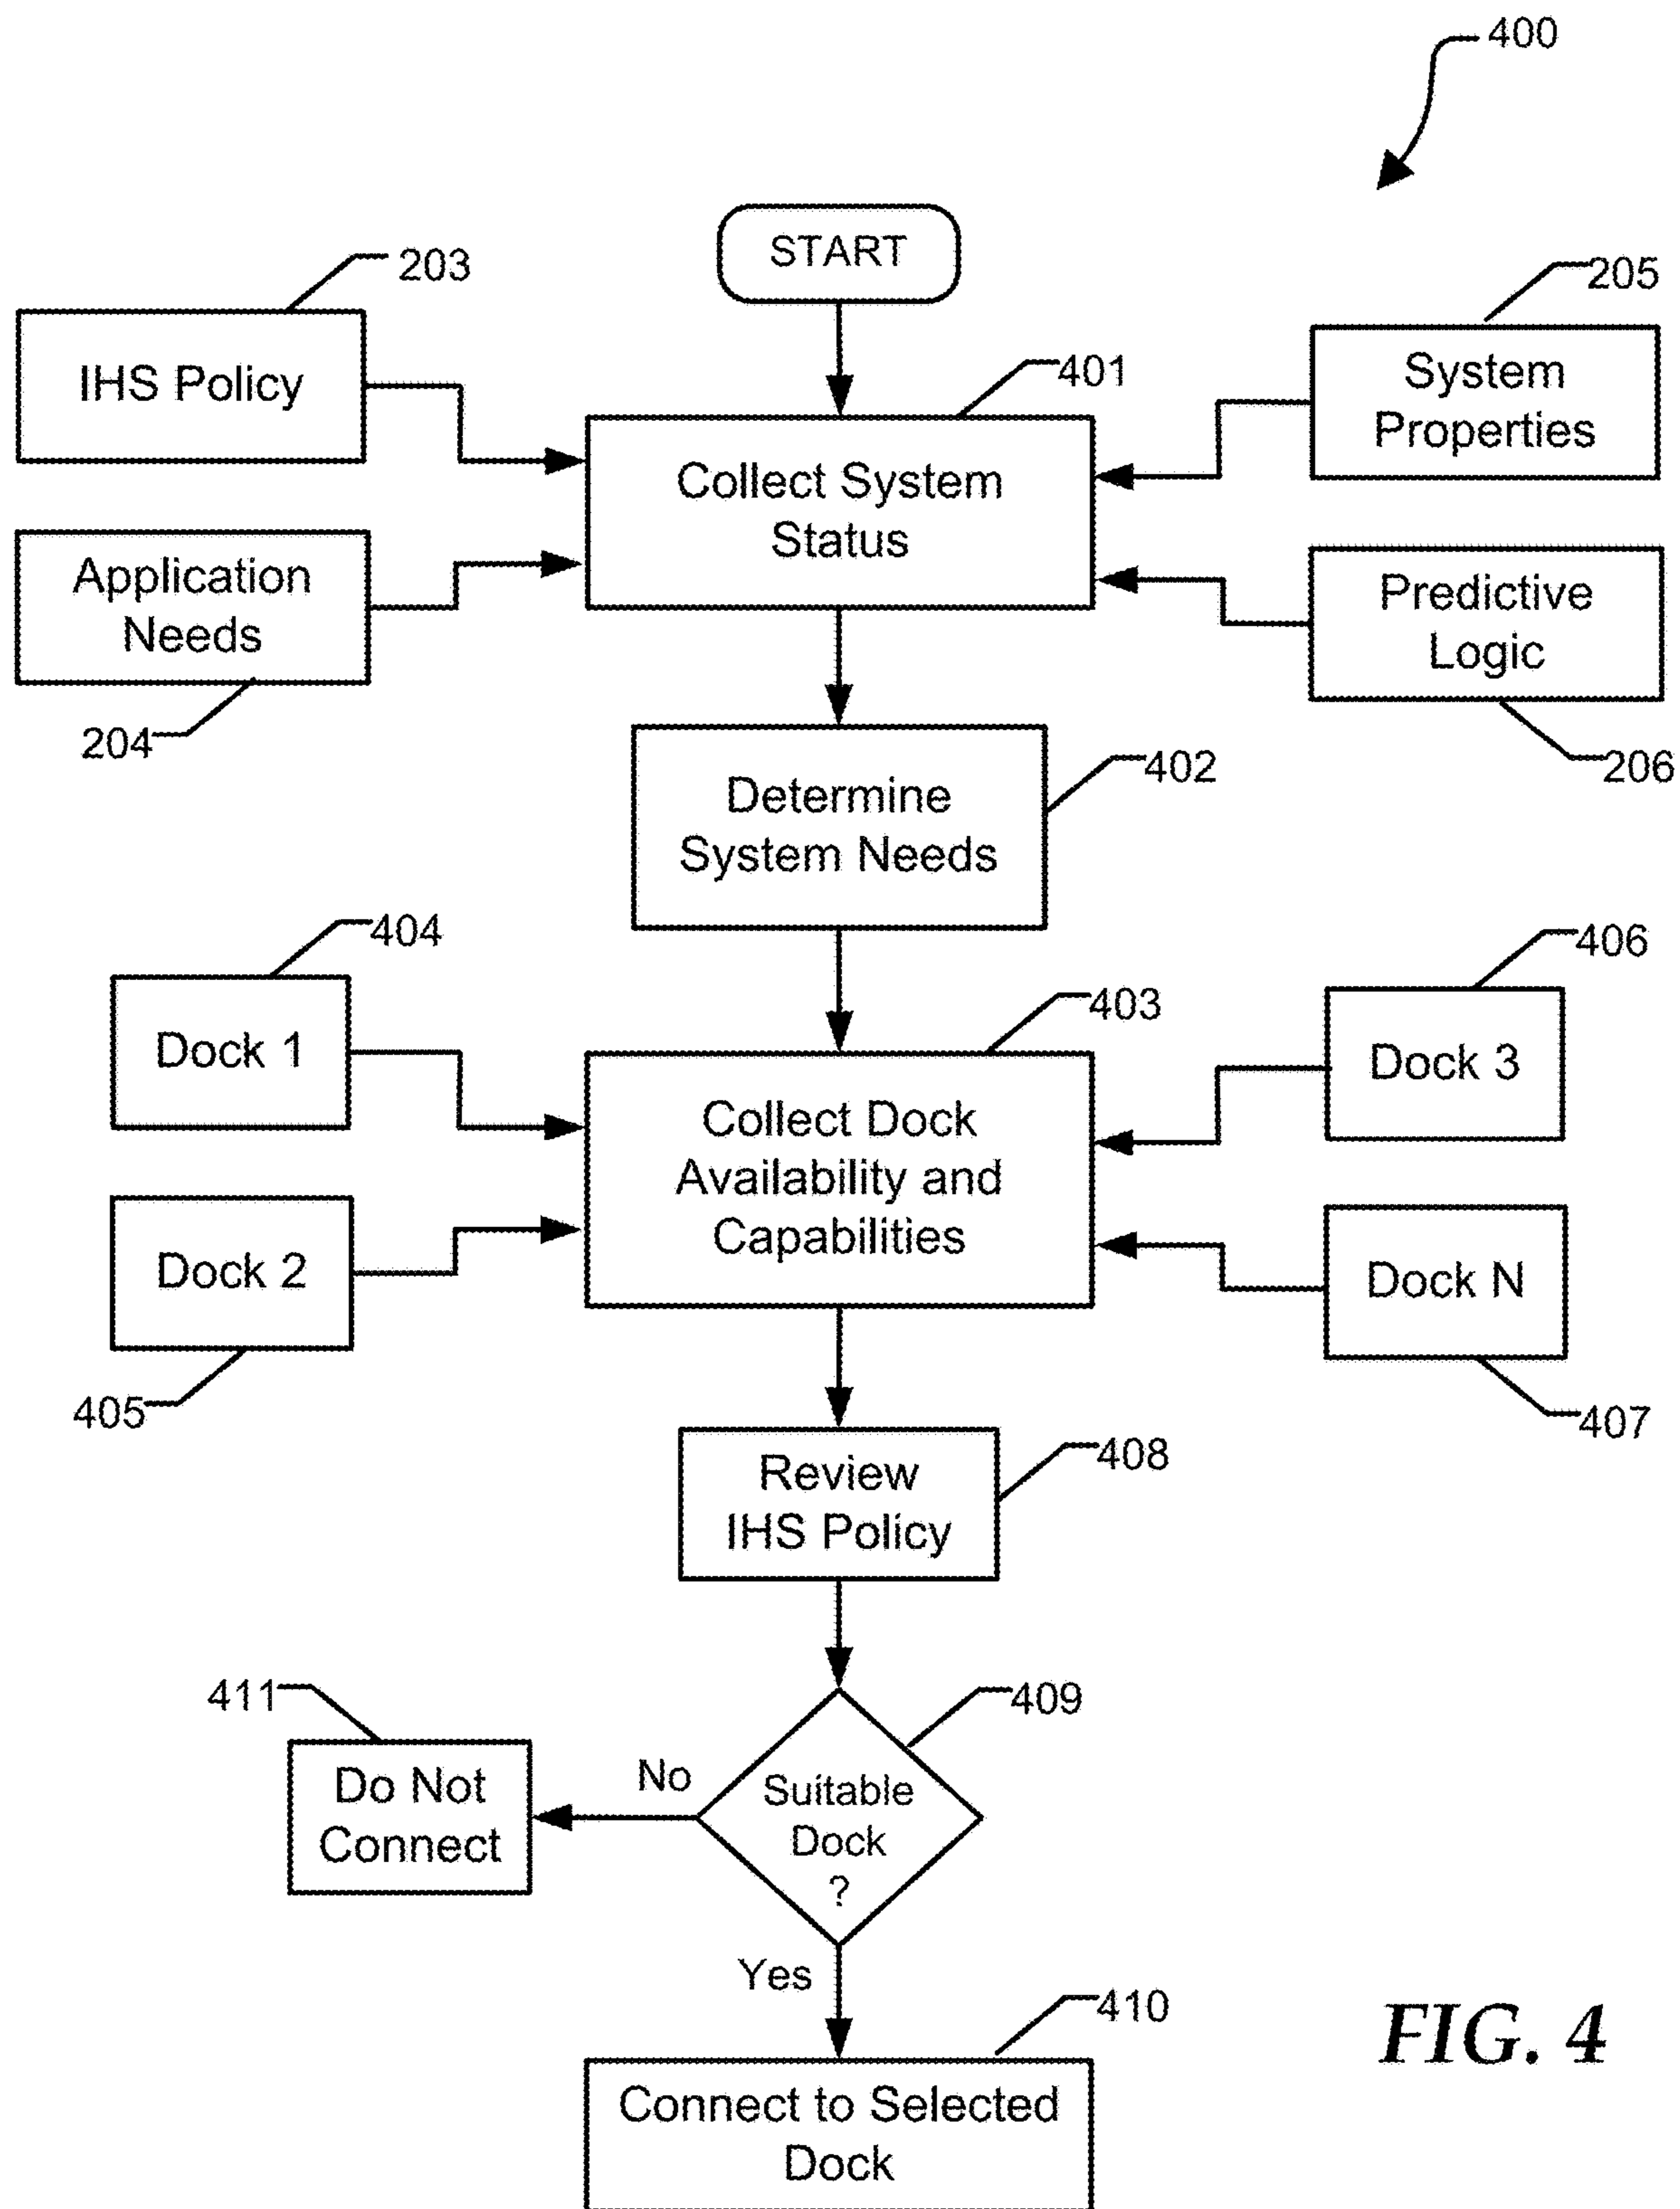 400
START
203
IHS Policy
205
System
Properties
401
Collect System
Status
Application
Needs
204
Predictive
Logic
206
402
Determine
System Needs
404
Dock 1
406
Dock 3
403
Collect Dock
Availability and
Capabilities
Dock 2
405
Dock N
407
408
Review
IHS Policy
411
Do Not
Connect
No
409
Suitable
Dock
?
Yes
410
Connect to Selected
Dock
FIG. 4